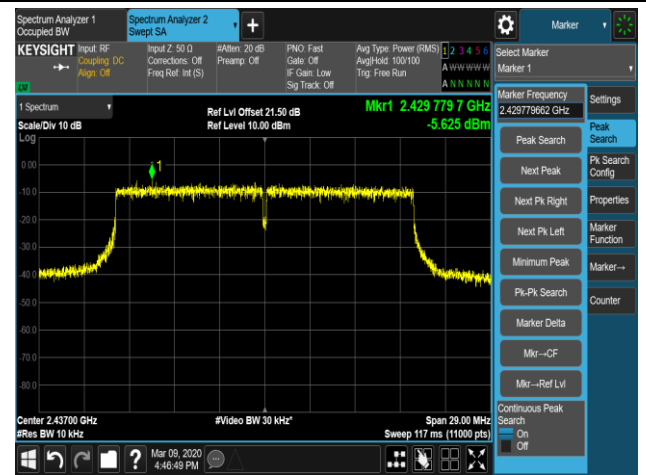 Spectrum Analyzer 1
Occupied BW
Spectrum Analyzer 2
Swept SA
Marker
KEYSIGHT
Input: RF
Coupling: DC
Align: Off
Input Z: 50 Ω
Corrections: Off
Freq Ref: Int (S)
#Atten: 20 dB
Preamp: Off
PNO: Fast
Gate: Off
IF Gain: Low
Sig Track: Off
Avg Type: Power (RMS)
Avg|Hold: 100/100
Trig: Free Run
1 2 3 4 5 6
A W W W W W
A N N N N N
Select Marker
Marker 1
1 Spectrum
Scale/Div 10 dB
Log
Ref Lvl Offset 21.50 dB
Ref Level 10.00 dBm
Mkr1 2.429 779 7 GHz
-5.625 dBm
0.00
-10.0
-20.0
-30.0
-40.0
-50.0
-60.0
-70.0
-80.0
1
Center 2.43700 GHz
#Res BW 10 kHz
#Video BW 30 kHz*
Span 29.00 MHz
Sweep 117 ms (11000 pts)
Marker Frequency
2.429779662 GHz
Peak Search
Next Peak
Next Pk Right
Next Pk Left
Minimum Peak
Pk-Pk Search
Marker Delta
Mkr→CF
Mkr→Ref Lvl
Continuous Peak
Search
On
Off
Settings
Peak
Search
Pk Search
Config
Properties
Marker
Function
Marker→
Counter
?
Mar 09, 2020
4:46:49 PM